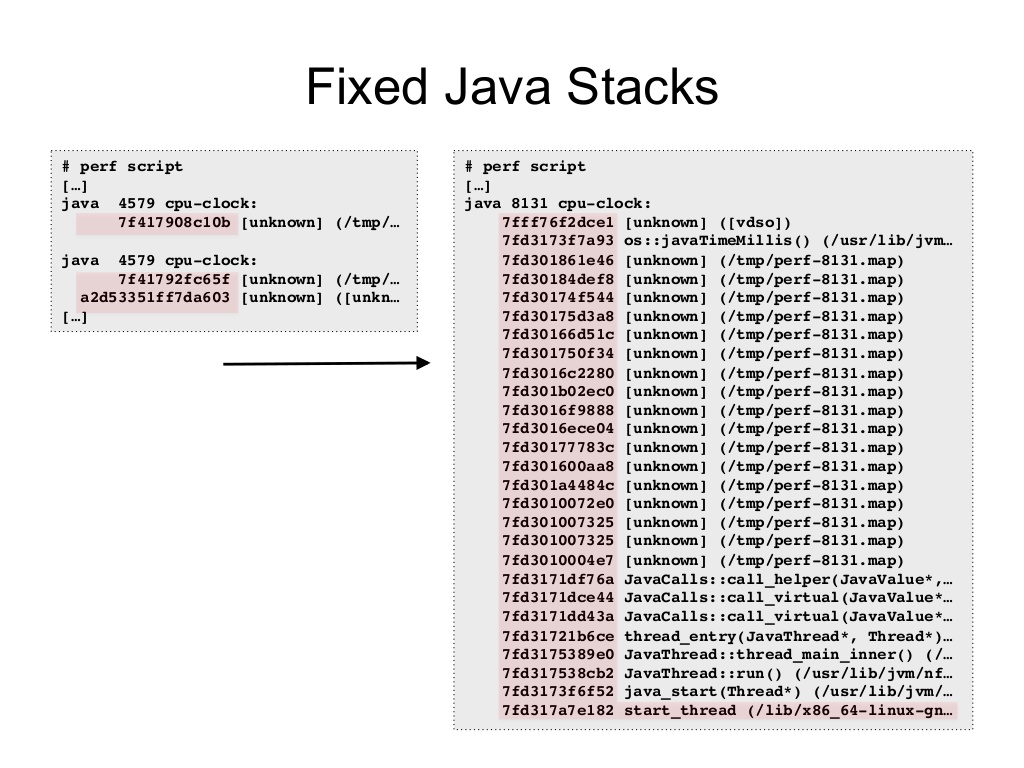 Fixed Java Stacks
# perf script
[…]
java  4579 cpu-clock:
7f417908c10b [unknown] (/tmp/…
java  4579 cpu-clock:
7f41792fc65f [unknown] (/tmp/…
a2d53351ff7da603 [unknown] ([unkn…
[…]
# perf script
[…]
java 8131 cpu-clock:
7fff76f2dce1 [unknown] ([vdso])
7fd3173f7a93 os::javaTimeMillis() (/usr/lib/jvm…
7fd301861e46 [unknown] (/tmp/perf-8131.map)
7fd30184def8 [unknown] (/tmp/perf-8131.map)
7fd30174f544 [unknown] (/tmp/perf-8131.map)
7fd30175d3a8 [unknown] (/tmp/perf-8131.map)
7fd30166d51c [unknown] (/tmp/perf-8131.map)
7fd301750f34 [unknown] (/tmp/perf-8131.map)
7fd3016c2280 [unknown] (/tmp/perf-8131.map)
7fd301b02ec0 [unknown] (/tmp/perf-8131.map)
7fd3016f9888 [unknown] (/tmp/perf-8131.map)
7fd3016ece04 [unknown] (/tmp/perf-8131.map)
7fd30177783c [unknown] (/tmp/perf-8131.map)
7fd301600aa8 [unknown] (/tmp/perf-8131.map)
7fd301a4484c [unknown] (/tmp/perf-8131.map)
7fd3010072e0 [unknown] (/tmp/perf-8131.map)
7fd301007325 [unknown] (/tmp/perf-8131.map)
7fd301007325 [unknown] (/tmp/perf-8131.map)
7fd3010004e7 [unknown] (/tmp/perf-8131.map)
7fd3171df76a JavaCalls::call_helper(JavaValue*,…
7fd3171dce44 JavaCalls::call_virtual(JavaValue*…
7fd3171dd43a JavaCalls::call_virtual(JavaValue*…
7fd31721b6ce thread_entry(JavaThread*, Thread*)…
7fd3175389e0 JavaThread::thread_main_inner() (/…
7fd317538cb2 JavaThread::run() (/usr/lib/jvm/nf…
7fd3173f6f52 java_start(Thread*) (/usr/lib/jvm/…
7fd317a7e182 start_thread (/lib/x86_64-linux-gn…